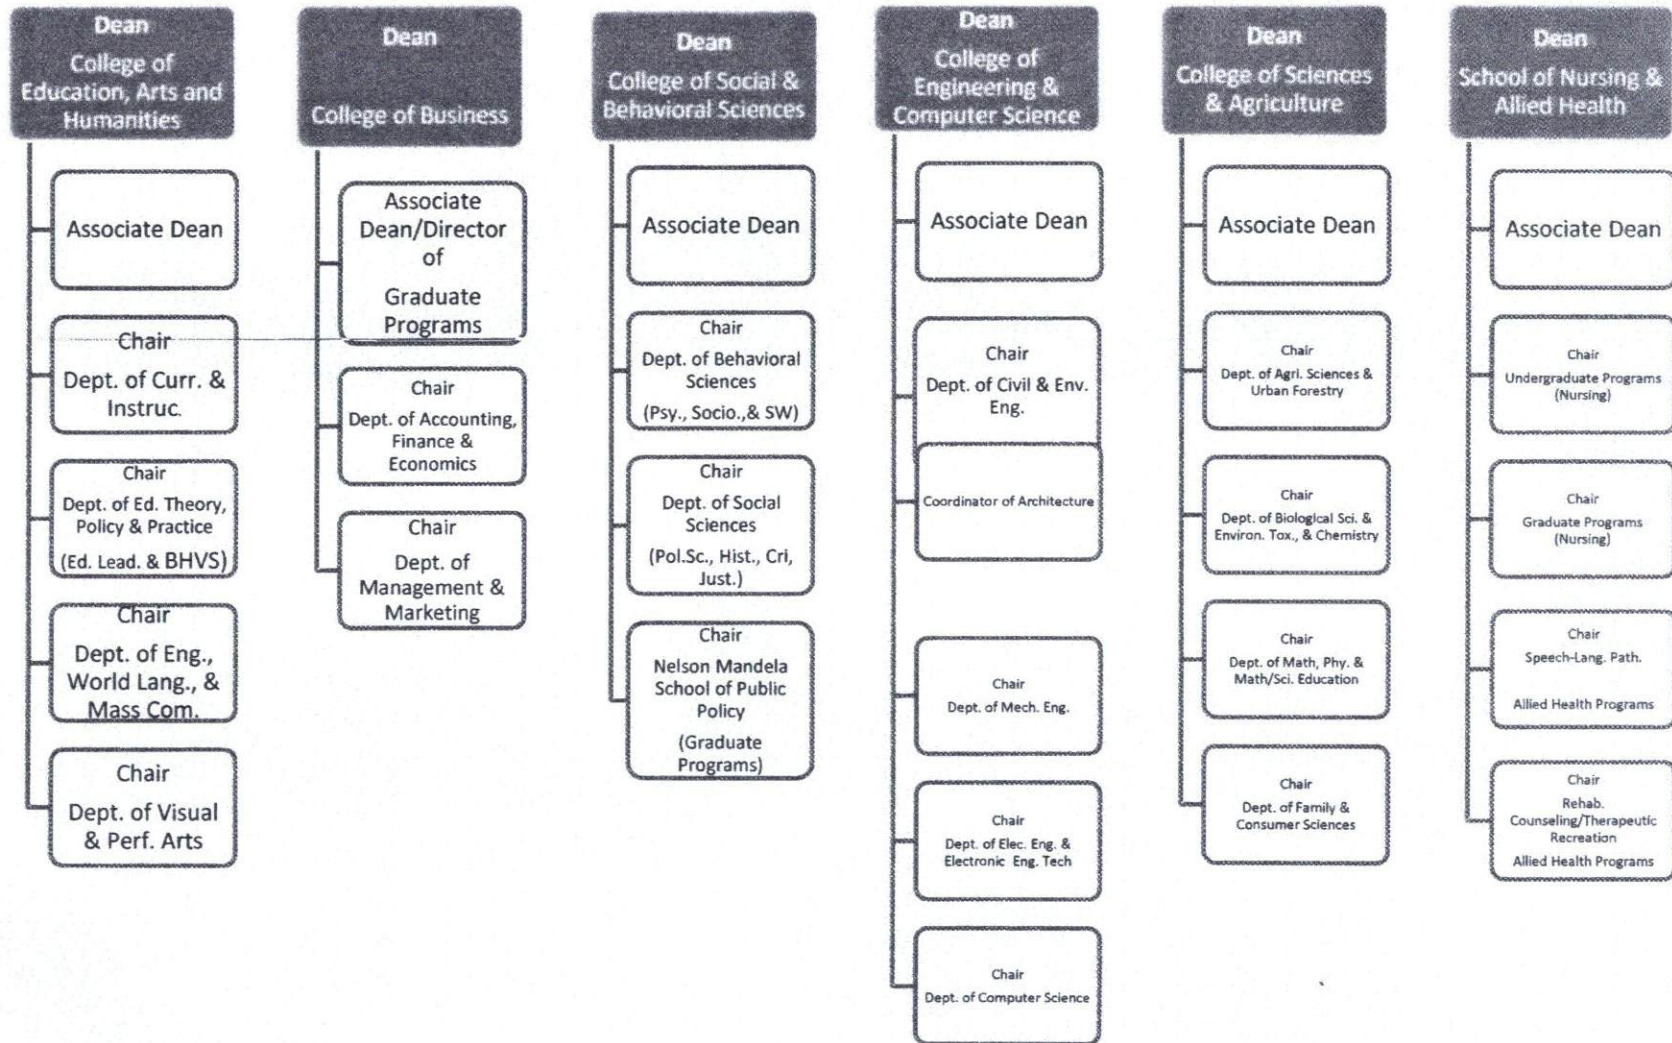 Dean
College of
Education, Arts and
Humanities
Associate Dean
Chair
Dept. of Curr. &
Instruc.
Chair
Dept. of Ed. Theory,
Policy & Practice
(Ed. Lead. & BHVS)
Chair
Dept. of Eng.,
World Lang., &
Mass Com.
Chair
Dept. of Visual
& Perf. Arts
Dean
College of Business
Associate
Dean/Director
of
Graduate
Programs
Chair
Dept. of Accounting,
Finance &
Economics
Chair
Dept. of
Management &
Marketing
Dean
College of Social &
Behavioral Sciences
Associate Dean
Chair
Dept. of Behavioral
Sciences
(Psy., Socio.,& SW)
Chair
Dept. of Social
Sciences
(Pol.Sc., Hist., Cri,
Just.)
Chair
Nelson Mandela
School of Public
Policy
(Graduate
Programs)
Dean
College of
Engineering &
Computer Science
Associate Dean
Chair
Dept. of Civil & Env.
Eng.
Coordinator of Architecture
Chair
Dept. of Mech. Eng.
Chair
Dept. of Elec. Eng. &
Electronic Eng. Tech
Chair
Dept. of Computer Science
Dean
College of Sciences
& Agriculture
Associate Dean
Chair
Dept. of Agri. Sciences &
Urban Forestry
Chair
Dept. of Biological Sci. &
Environ. Tox., & Chemistry
Chair
Dept. of Math, Phy. &
Math/Sci. Education
Chair
Dept. of Family &
Consumer Sciences
Dean
School of Nursing &
Allied Health
Associate Dean
Chair
Undergraduate Programs
(Nursing)
Chair
Graduate Programs
(Nursing)
Chair
Speech-Lang. Path.
Allied Health Programs
Chair
Rehab.
Counseling/Therapeutic
Recreation
Allied Health Programs